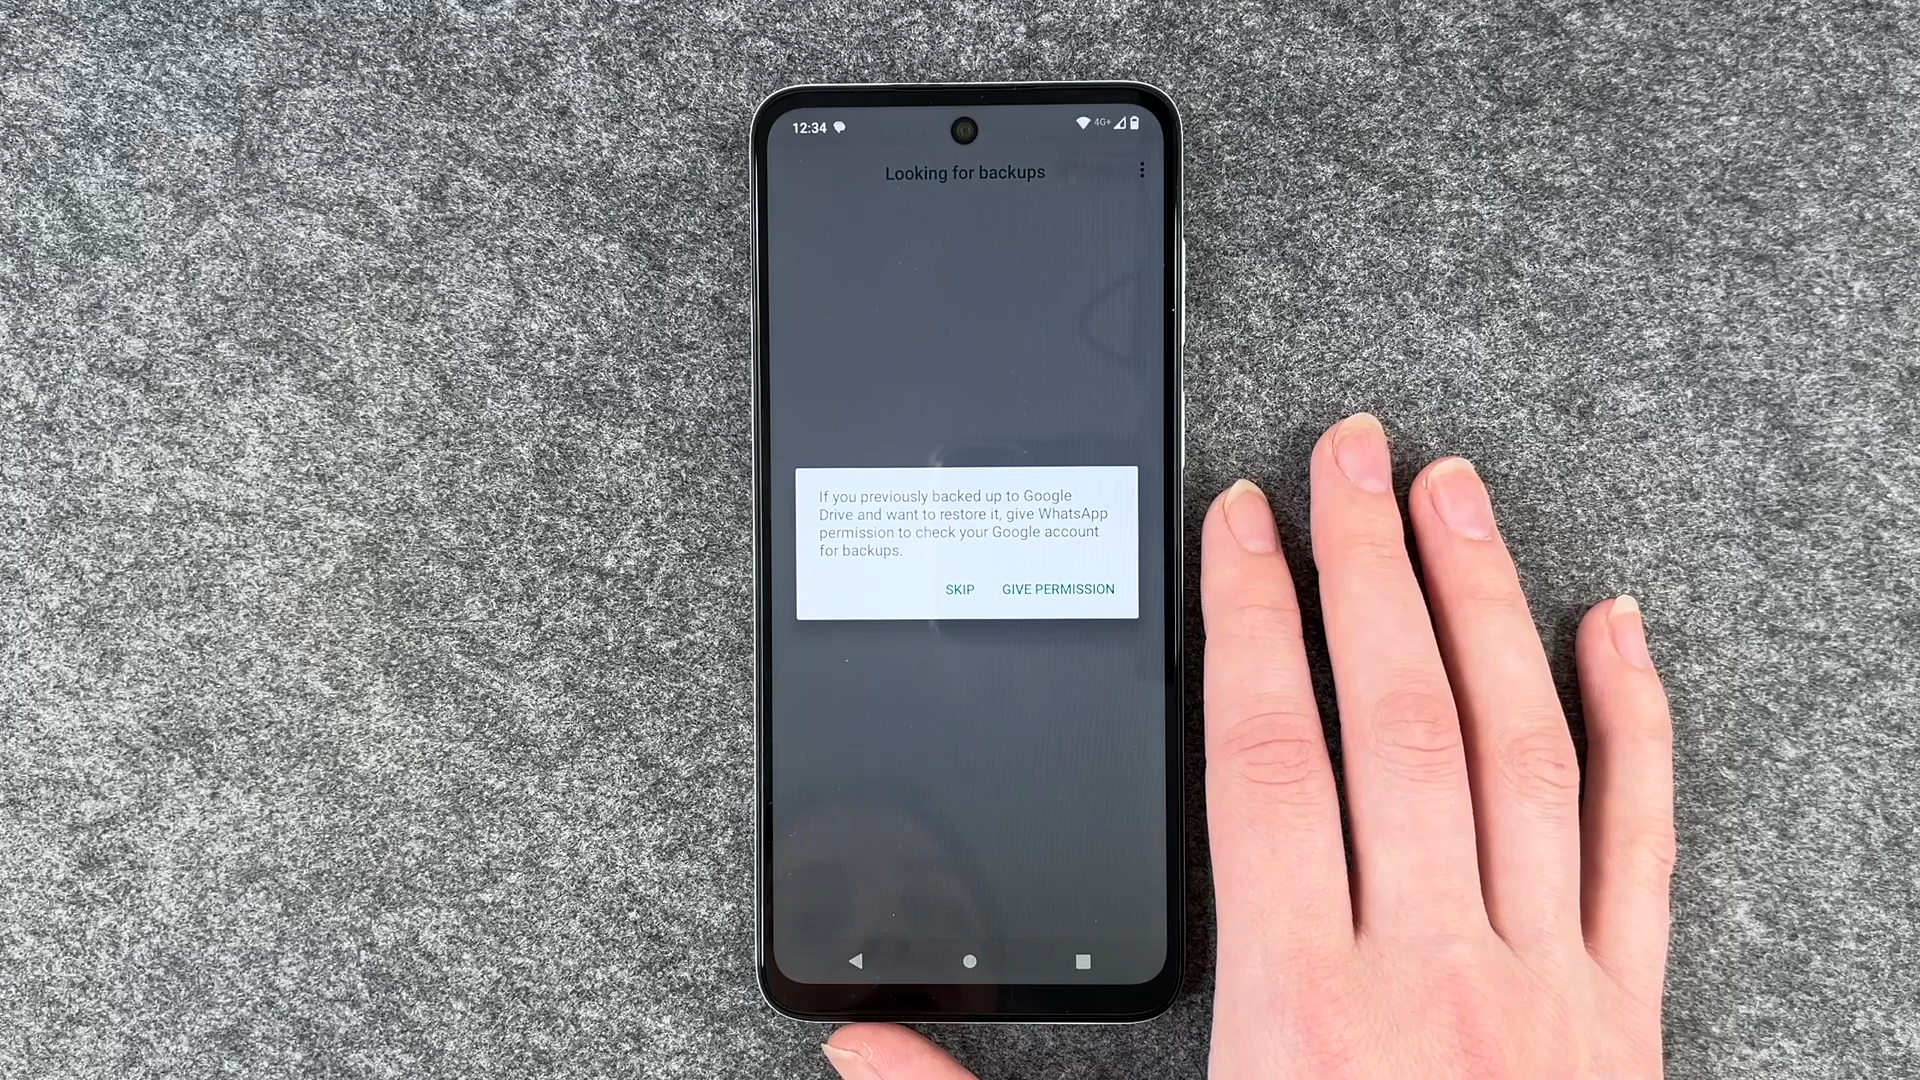 12:34
4G+
Looking for backups
If you previously backed up to Google
Drive and want to restore it, give WhatsApp
permission to check your Google account
for backups.
SKIP GIVE PERMISSION